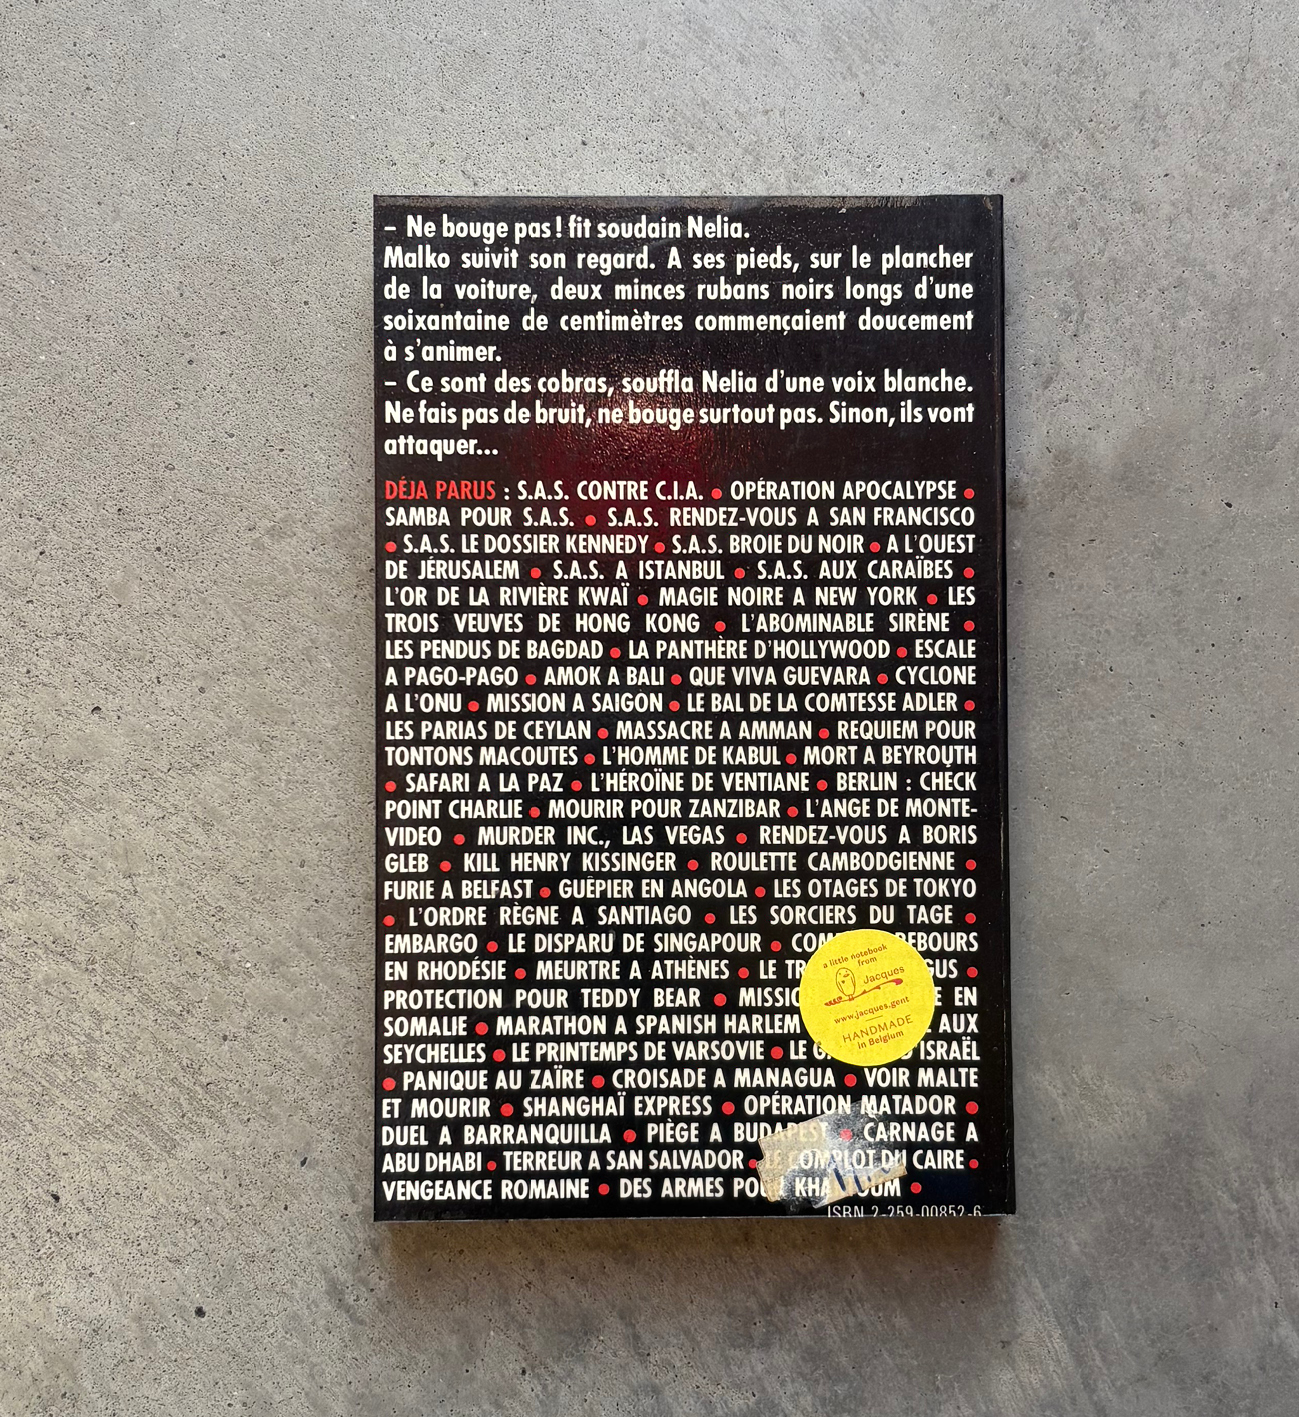 – Ne bouge pas ! fit soudain Nelia.
Malko suivit son regard. A ses pieds, sur le plancher
de la voiture, deux minces rubans noirs longs d'une
soixantaine de centimètres commençaient doucement
à s'animer.
– Ce sont des cobras, souffla Nelia d'une voix blanche.
Ne fais pas de bruit, ne bouge surtout pas. Sinon, ils vont
attaquer...
DÉJA PARUS : S.A.S. CONTRE C.I.A. ● OPÉRATION APOCALYPSE ●
SAMBA POUR S.A.S. ● S.A.S. RENDEZ-VOUS A SAN FRANCISCO
● S.A.S. LE DOSSIER KENNEDY ● S.A.S. BROIE DU NOIR ● A L'OUEST
DE JÉRUSALEM ● S.A.S. A ISTANBUL ● S.A.S. AUX CARAÏBES ●
L'OR DE LA RIVIÈRE KWAÏ ● MAGIE NOIRE A NEW YORK ● LES
TROIS VEUVES DE HONG KONG ● L'ABOMINABLE SIRÈNE ●
LES PENDUS DE BAGDAD ● LA PANTHÈRE D'HOLLYWOOD ● ESCALE
A PAGO-PAGO ● AMOK A BALI ● QUE VIVA GUEVARA ● CYCLONE
A L'ONU ● MISSION A SAIGON ● LE BAL DE LA COMTESSE ADLER ●
LES PARIAS DE CEYLAN ● MASSACRE A AMMAN ● REQUIEM POUR
TONTONS MACOUTES ● L'HOMME DE KABUL ● MORT A BEYROUTH
● SAFARI A LA PAZ ● L'HÉROÏNE DE VENTIANE ● BERLIN : CHECK
POINT CHARLIE ● MOURIR POUR ZANZIBAR ● L'ANGE DE MONTE-
VIDEO ● MURDER INC., LAS VEGAS ● RENDEZ-VOUS A BORIS
GLEB ● KILL HENRY KISSINGER ● ROULETTE CAMBODGIENNE ●
FURIE A BELFAST ● GUÊPIER EN ANGOLA ● LES OTAGES DE TOKYO
● L'ORDRE RÈGNE A SANTIAGO ● LES SORCIERS DU TAGE ●
EMBARGO ● LE DISPARU DE SINGAPOUR ● COM EBOURS
EN RHODÉSIE ● MEURTRE A ATHÈNES ● LE TR GUS ●
PROTECTION POUR TEDDY BEAR ● MISSIO E EN
SOMALIE ● MARATHON A SPANISH HARLEM AUX
SEYCHELLES ● LE PRINTEMPS DE VARSOVIE ● LE D'ISRAËL
● PANIQUE AU ZAÏRE ● CROISADE A MANAGUA ● VOIR MALTE
ET MOURIR ● SHANGHAÏ EXPRESS ● OPÉRATION MATADOR ●
DUEL A BARRANQUILLA ● PIÈGE A BUDAPEST ● CARNAGE A
ABU DHABI ● TERREUR A SAN SALVADOR ● LE COMPLOT DU CAIRE ●
VENGEANCE ROMAINE ● DES ARMES POUR KHARTOUM ●
ISBN 2-259-00852-6
a little notebook
from
Jacques
www.jacques.gent
HANDMADE
in Belgium